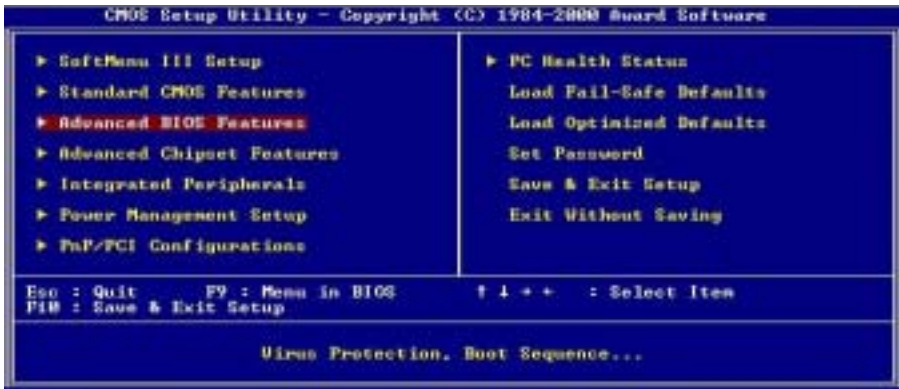 CMOS Setup Utility - Copyright (C) 1984-2000 Award Software
► SoftMenu III Setup
► Standard CMOS Features
► Advanced BIOS Features
► Advanced Chipset Features
► Integrated Peripherals
► Power Management Setup
► PnP/PCI Configurations
► PC Health Status
Load Fail-Safe Defaults
Load Optimized Defaults
Set Password
Save & Exit Setup
Exit Without Saving
Esc : Quit F9 : Menu in BIOS ↑ ↓ → ← : Select Item
F10 : Save & Exit Setup
Virus Protection, Boot Sequence...